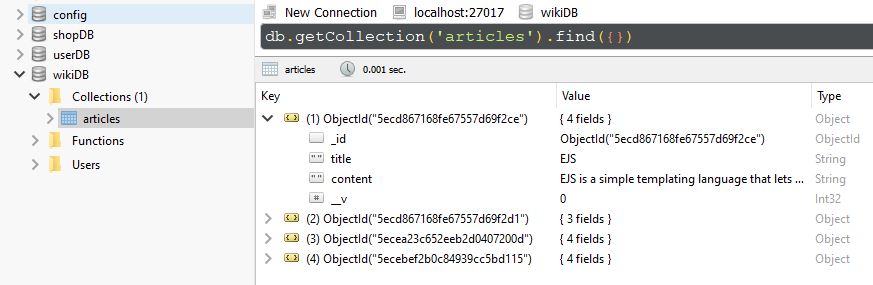 config
shopDB
userDB
wikiDB
Collections (1)
articles
Functions
Users
New Connection localhost:27017 wikiDB
db.getCollection('articles').find({})
articles 0.001 sec.
Key Value Type
(1) ObjectId("5ecd867168fe67557d69f2ce") { 4 fields } Object
_id ObjectId("5ecd867168fe67557d69f2ce") ObjectId
"" title EJS String
"" content EJS is a simple templating language that lets ... String
# __v 0 Int32
(2) ObjectId("5ecd867168fe67557d69f2d1") { 3 fields } Object
(3) ObjectId("5ecea23c652eeb2d0407200d") { 4 fields } Object
(4) ObjectId("5ecebef2b0c84939cc5bd115") { 4 fields } Object